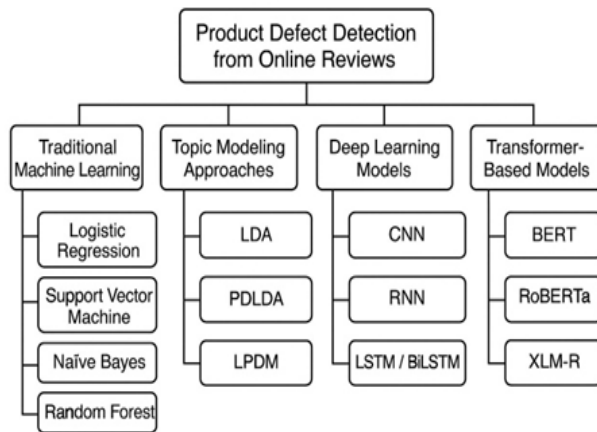 Product Defect Detection
from Online Reviews
Traditional
Machine Learning
Logistic
Regression
Support Vector
Machine
Naïve Bayes
Random Forest
Topic Modeling
Approaches
LDA
PDLDA
LPDM
Deep Learning
Models
CNN
RNN
LSTM / BiLSTM
Transformer-
Based Models
BERT
RoBERTa
XLM-R